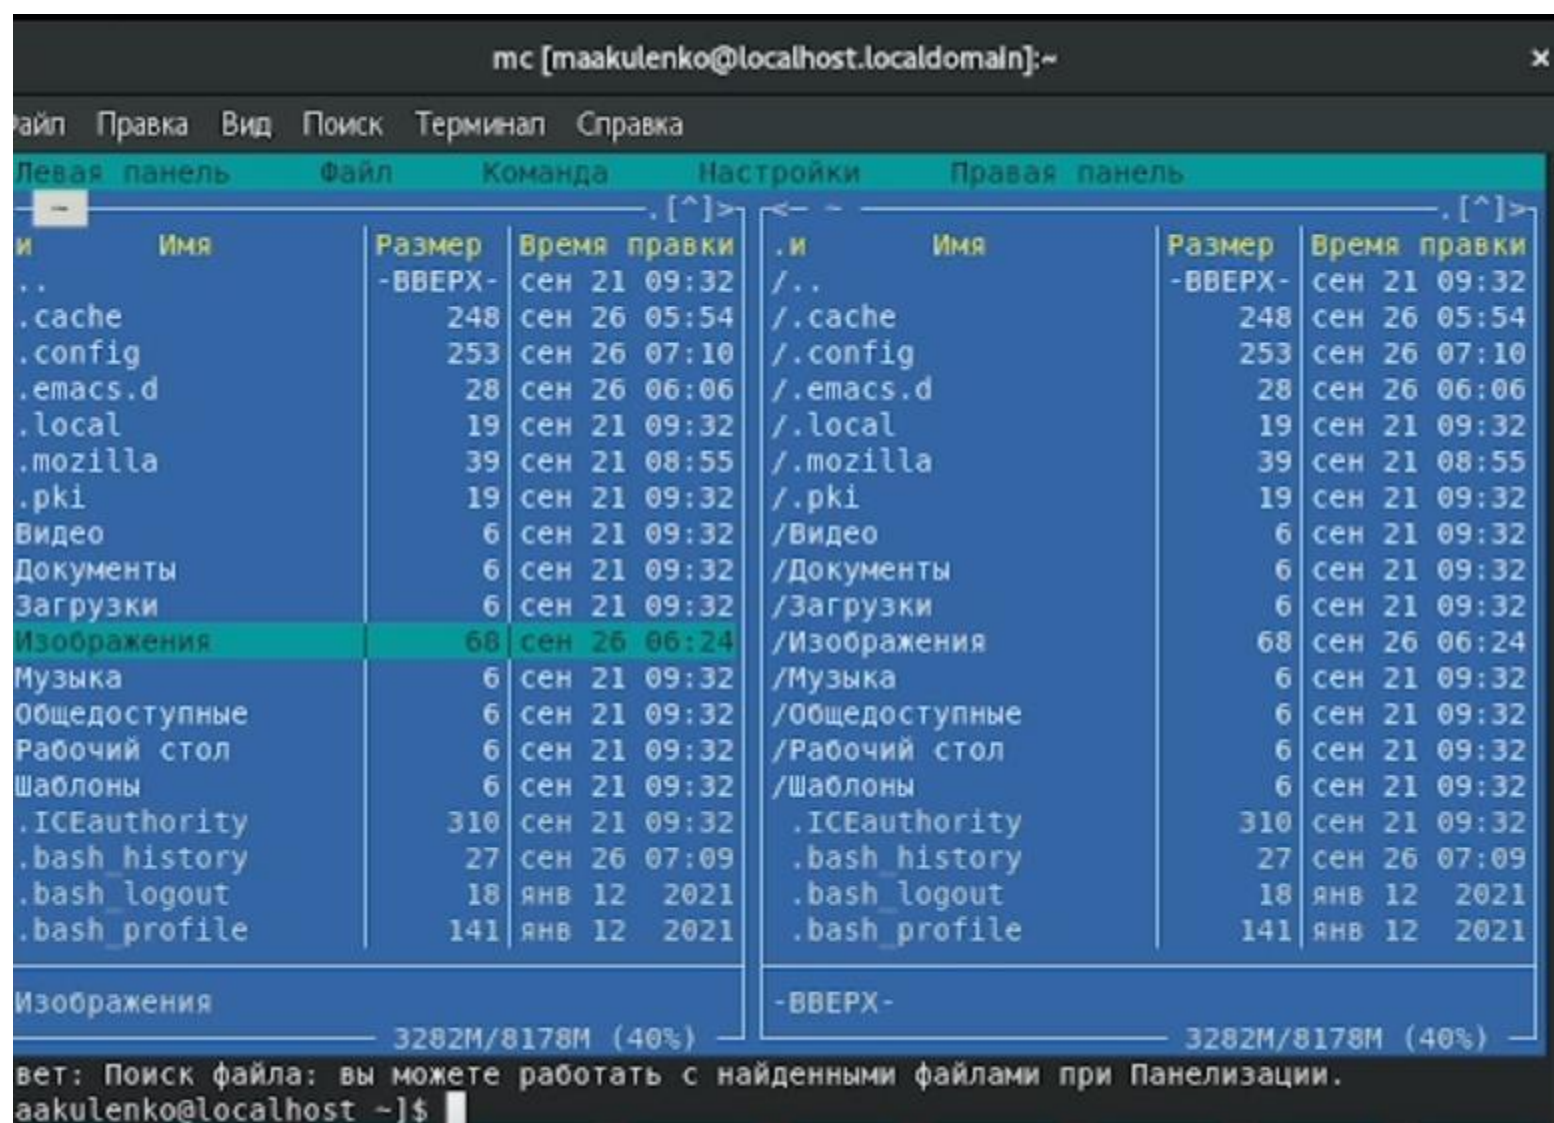 mc [maakulenko@localhost.localdomain]:~ ×
айл Правка Вид Поиск Терминал Справка
Левая панель Файл Команда Настройки Правая панель
~ .[^]> <— ~ .[^]>
и Имя Размер Время правки .и Имя Размер Время правки
.. -ВВЕРХ- сен 21 09:32 /.. -ВВЕРХ- сен 21 09:32
.cache 248 сен 26 05:54 /.cache 248 сен 26 05:54
.config 253 сен 26 07:10 /.config 253 сен 26 07:10
.emacs.d 28 сен 26 06:06 /.emacs.d 28 сен 26 06:06
.local 19 сен 21 09:32 /.local 19 сен 21 09:32
.mozilla 39 сен 21 08:55 /.mozilla 39 сен 21 08:55
.pki 19 сен 21 09:32 /.pki 19 сен 21 09:32
Видео 6 сен 21 09:32 /Видео 6 сен 21 09:32
Документы 6 сен 21 09:32 /Документы 6 сен 21 09:32
Загрузки 6 сен 21 09:32 /Загрузки 6 сен 21 09:32
Изображения 68 сен 26 06:24 /Изображения 68 сен 26 06:24
Музыка 6 сен 21 09:32 /Музыка 6 сен 21 09:32
Общедоступные 6 сен 21 09:32 /Общедоступные 6 сен 21 09:32
Рабочий стол 6 сен 21 09:32 /Рабочий стол 6 сен 21 09:32
Шаблоны 6 сен 21 09:32 /Шаблоны 6 сен 21 09:32
.ICEauthority 310 сен 21 09:32 .ICEauthority 310 сен 21 09:32
.bash_history 27 сен 26 07:09 .bash_history 27 сен 26 07:09
.bash_logout 18 янв 12 2021 .bash_logout 18 янв 12 2021
.bash_profile 141 янв 12 2021 .bash_profile 141 янв 12 2021
Изображения -ВВЕРХ-
3282M/8178M (40%) 3282M/8178M (40%)
вет: Поиск файла: вы можете работать с найденными файлами при Панелизации.
aakulenko@localhost ~]$